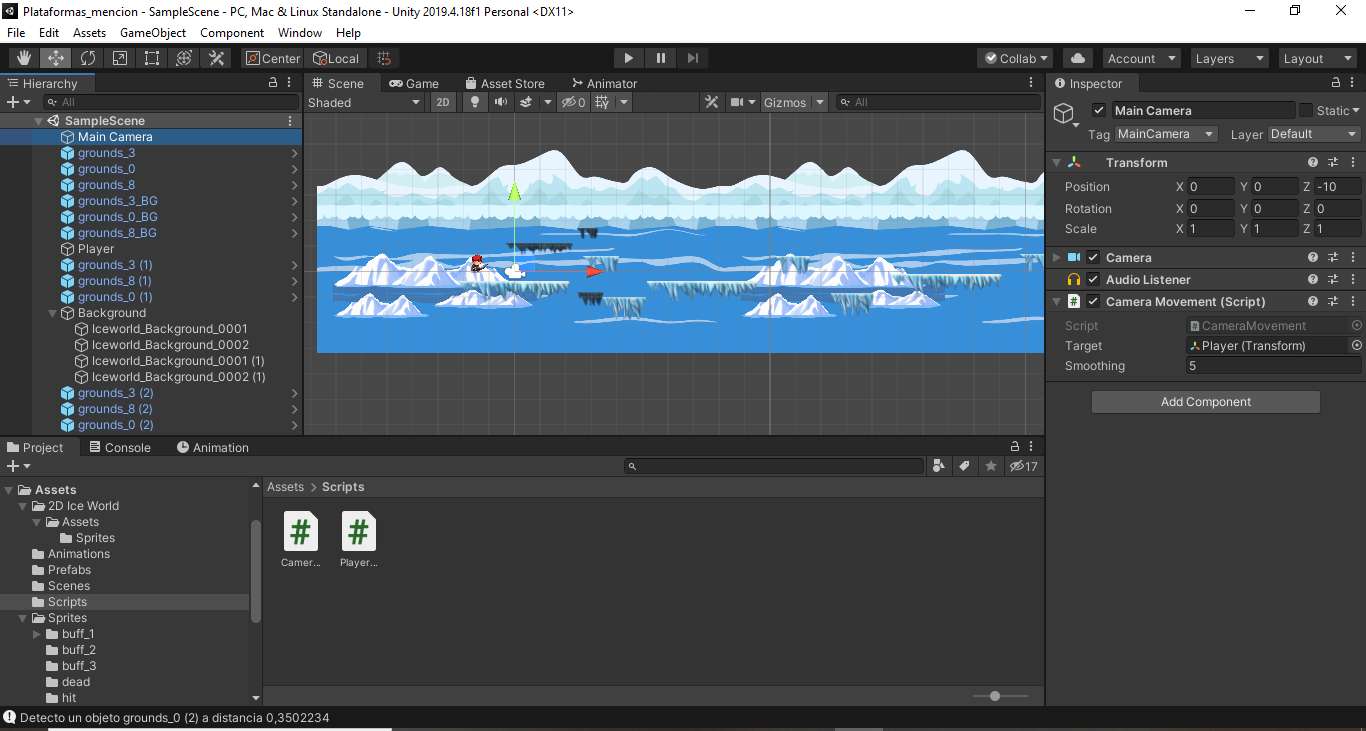 Plataformas_mencion - SampleScene - PC, Mac & Linux Standalone - Unity 2019.4.18f1 Personal <DX11>
File Edit Assets GameObject Component Window Help
Center Local Collab Account Layers Layout
Hierarchy
All
SampleScene
Main Camera
grounds_3
grounds_0
grounds_8
grounds_3_BG
grounds_0_BG
grounds_8_BG
Player
grounds_3 (1)
grounds_8 (1)
grounds_0 (1)
Background
Iceworld_Background_0001
Iceworld_Background_0002
Iceworld_Background_0001 (1)
Iceworld_Background_0002 (1)
grounds_3 (2)
grounds_8 (2)
grounds_0 (2)
Scene Game Asset Store Animator
Shaded 2D 0 Gizmos All
Inspector
Main Camera Static
Tag MainCamera Layer Default
Transform
Position X 0 Y 0 Z -10
Rotation X 0 Y 0 Z 0
Scale X 1 Y 1 Z 1
Camera
Audio Listener
# Camera Movement (Script)
Script # CameraMovement
Target Player (Transform)
Smoothing 5
Add Component
Project Console Animation
17
Assets
2D Ice World
Assets
Sprites
Animations
Prefabs
Scenes
Scripts
Sprites
buff_1
buff_2
buff_3
dead
hit
Assets > Scripts
# #
Camer... Player...
Detecto un objeto grounds_0 (2) a distancia 0,3502234